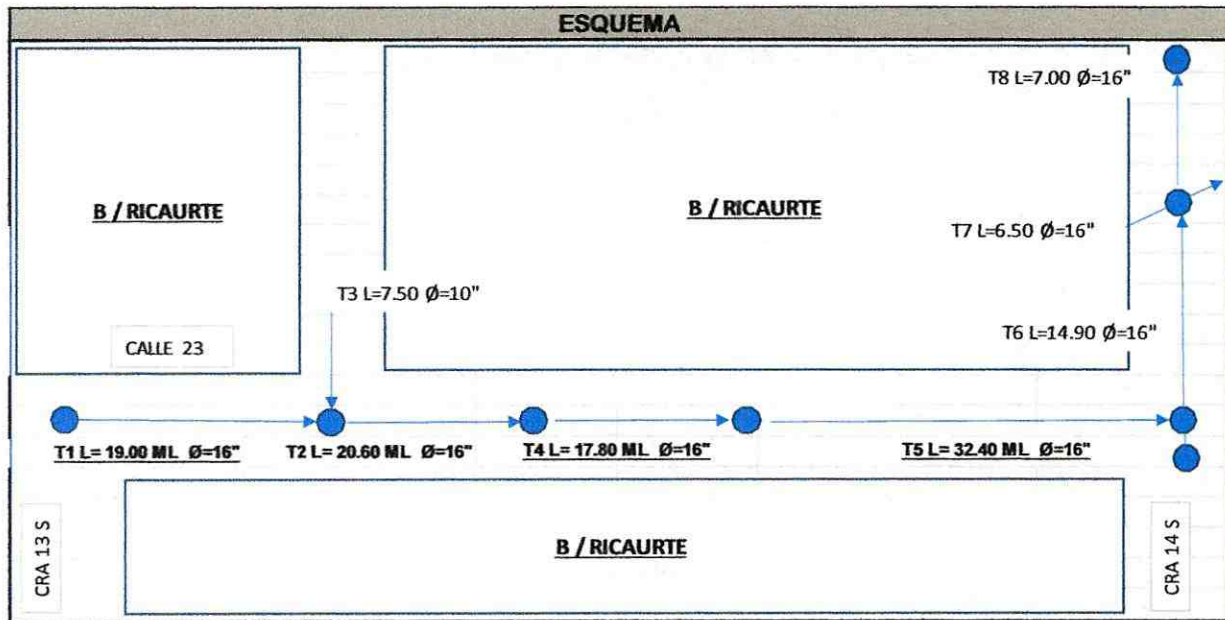 ESQUEMA
T8 L=7.00 Ø=16"
B / RICAURTE
B / RICAURTE
T7 L=6.50 Ø=16"
T3 L=7.50 Ø=10"
T6 L=14.90 Ø=16"
CALLE 23
T1 L= 19.00 ML Ø=16"
T2 L= 20.60 ML Ø=16"
T4 L= 17.80 ML Ø=16"
T5 L= 32.40 ML Ø=16"
CRA 13 S
B / RICAURTE
CRA 14 S